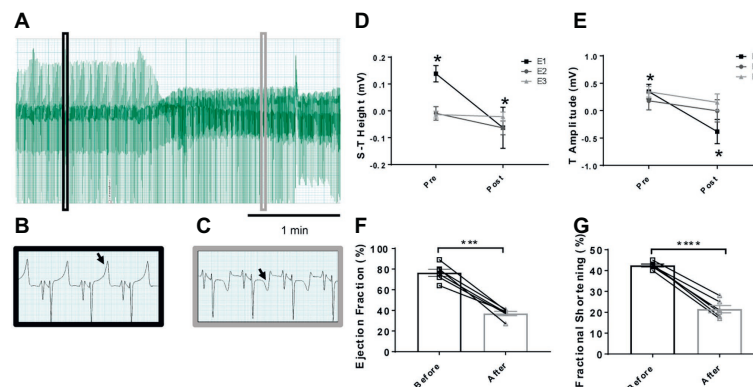 A
1 min
B
C
D
S-T Height (mV)
0.2
0.1
0.0
-0.1
-0.2
Pre
Post
*
*
E1
E2
E3
E
T Amplitude (mV)
1.0
0.5
0.0
-0.5
-1.0
Pre
Post
*
*
F
Ejection Fraction (%)
100
80
60
40
20
0
Before
After
***
G
Fractional Shortening (%)
50
40
30
20
10
0
Before
After
****